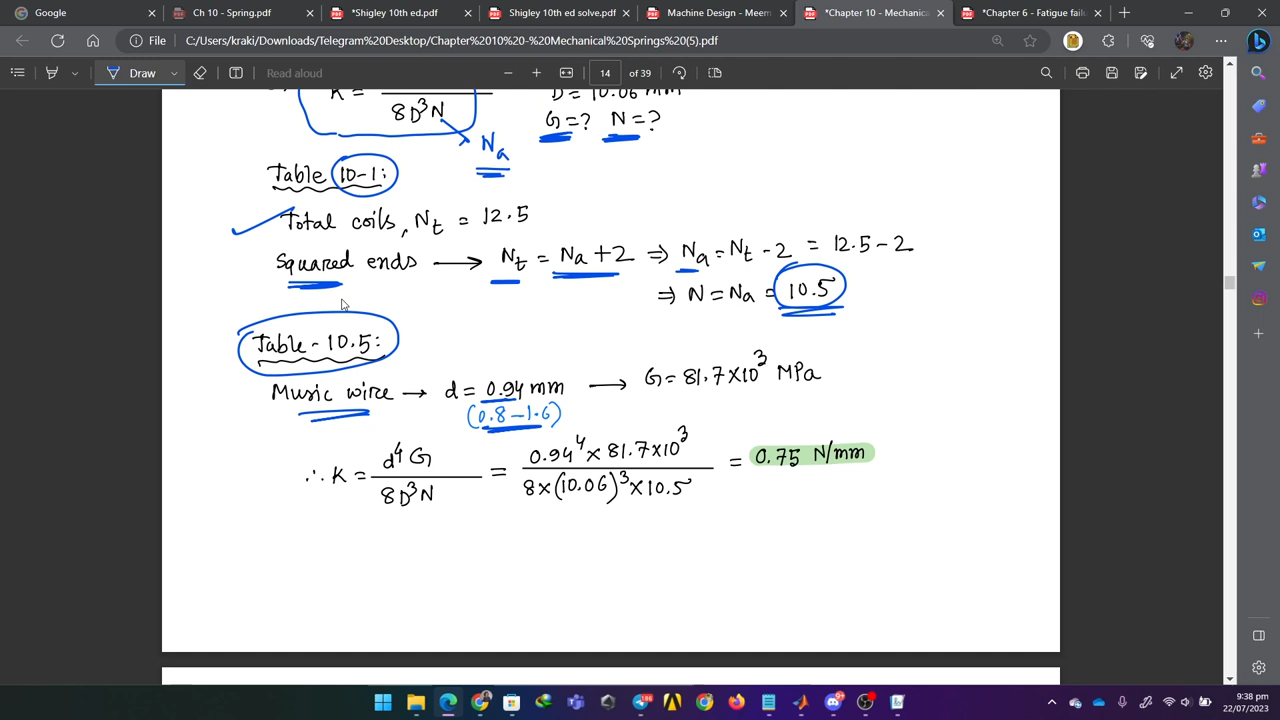 Google
Ch 10 - Spring.pdf
*Shigley 10th ed.pdf
Shigley 10th ed solve.pdf
Machine Design - Meem
*Chapter 10 - Mechanica
*Chapter 6 - Fatigue failu
File C:/Users/kraki/Downloads/Telegram%20Desktop/Chapter%2010%20-%20Mechanical%20Springs%20(5).pdf
Draw
Read aloud
14 of 39
K = 8D³N
D = 10.06 mm
G = ? N = ?
Na
Table 10-1:
Total coils, Nt = 12.5
Squared ends → Nt = Na + 2 ⇒ Na = Nt - 2 = 12.5 - 2
⇒ N = Na = 10.5
Table - 10.5:
Music wire → d = 0.94 mm → G = 81.7×10³ MPa
(0.8 - 1.6)
∴ K = d⁴G / 8D³N = 0.94⁴ × 81.7×10³ / 8×(10.06)³×10.5 = 0.75 N/mm
9:38 pm
22/07/2023